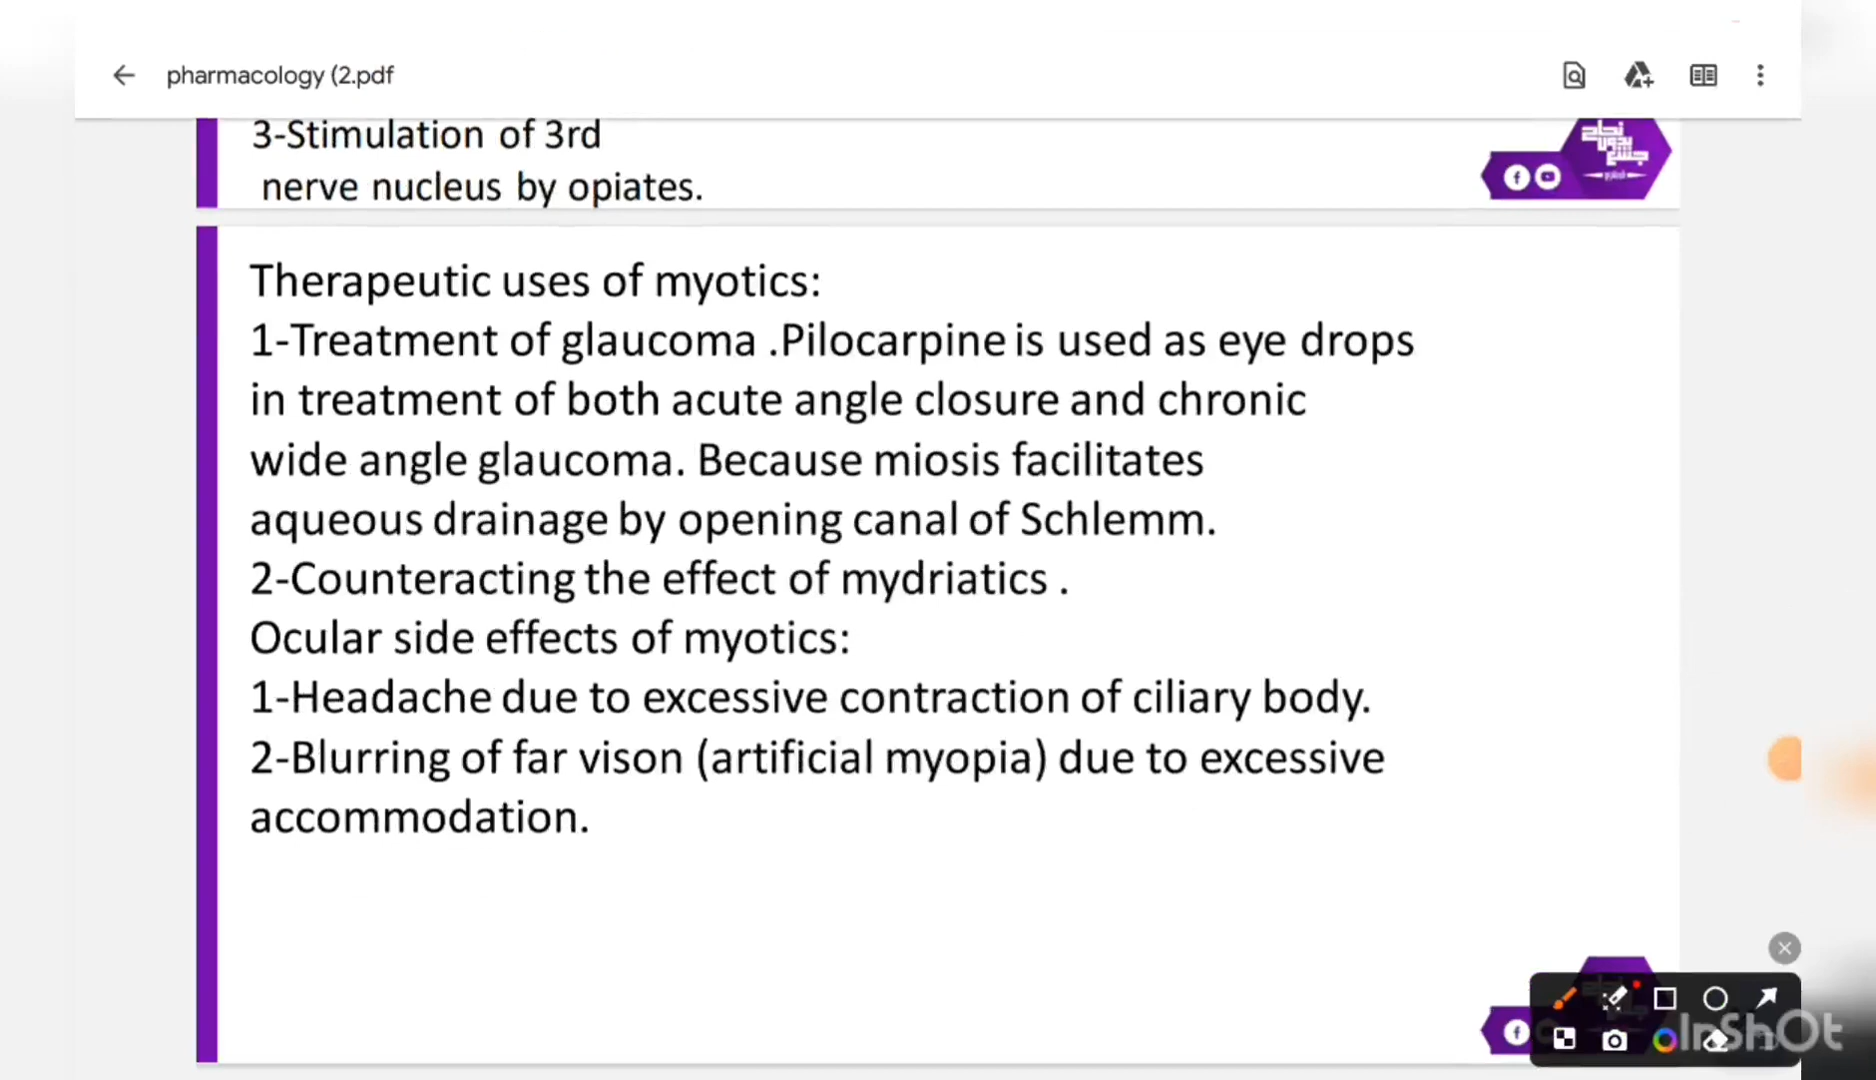 pharmacology (2.pdf
3-Stimulation of 3rd
nerve nucleus by opiates.
نجاح
بدون
جشع
Therapeutic uses of myotics:
1-Treatment of glaucoma .Pilocarpine is used as eye drops
in treatment of both acute angle closure and chronic
wide angle glaucoma. Because miosis facilitates
aqueous drainage by opening canal of Schlemm.
2-Counteracting the effect of mydriatics .
Ocular side effects of myotics:
1-Headache due to excessive contraction of ciliary body.
2-Blurring of far vison (artificial myopia) due to excessive
accommodation.
InShOt